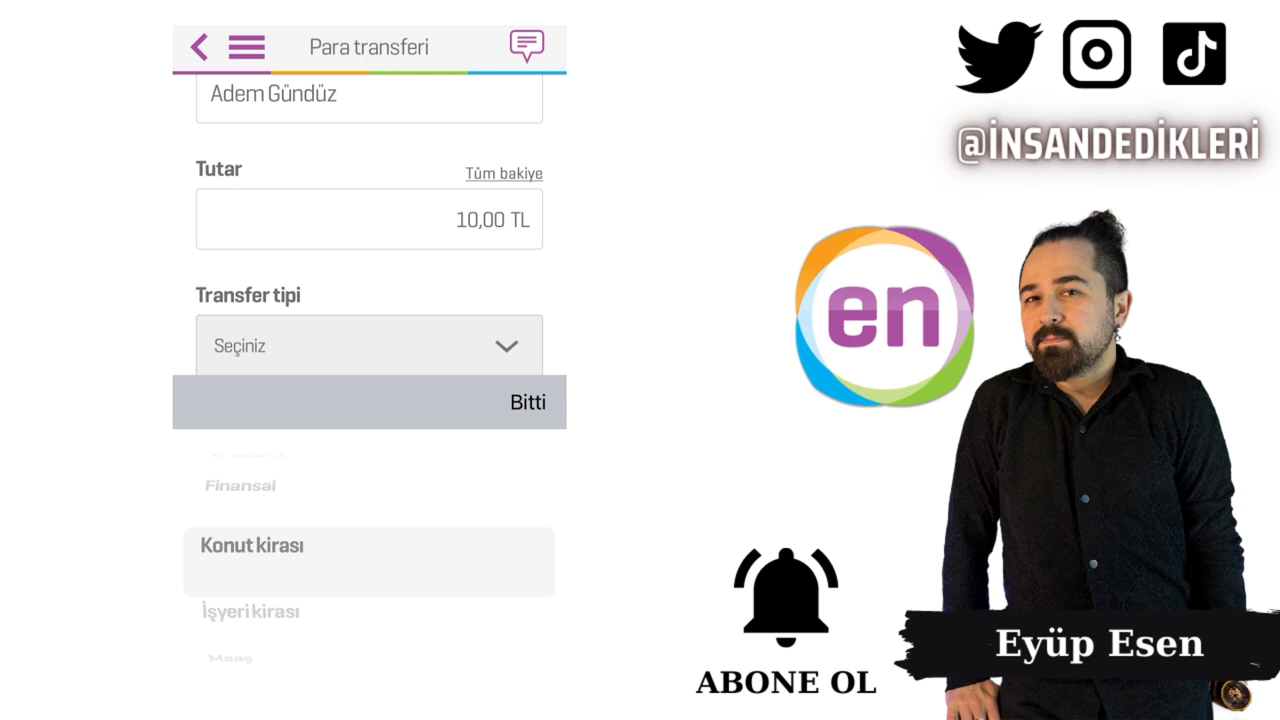 Para transferi
Adem Gündüz
Tutar
Tüm bakiye
10,00 TL
Transfer tipi
Seçiniz
Bitti
Finansal
Konut kirası
İşyeri kirası
Maaş
@İNSANDEDİKLERİ
en
ABONE OL
Eyüp Esen